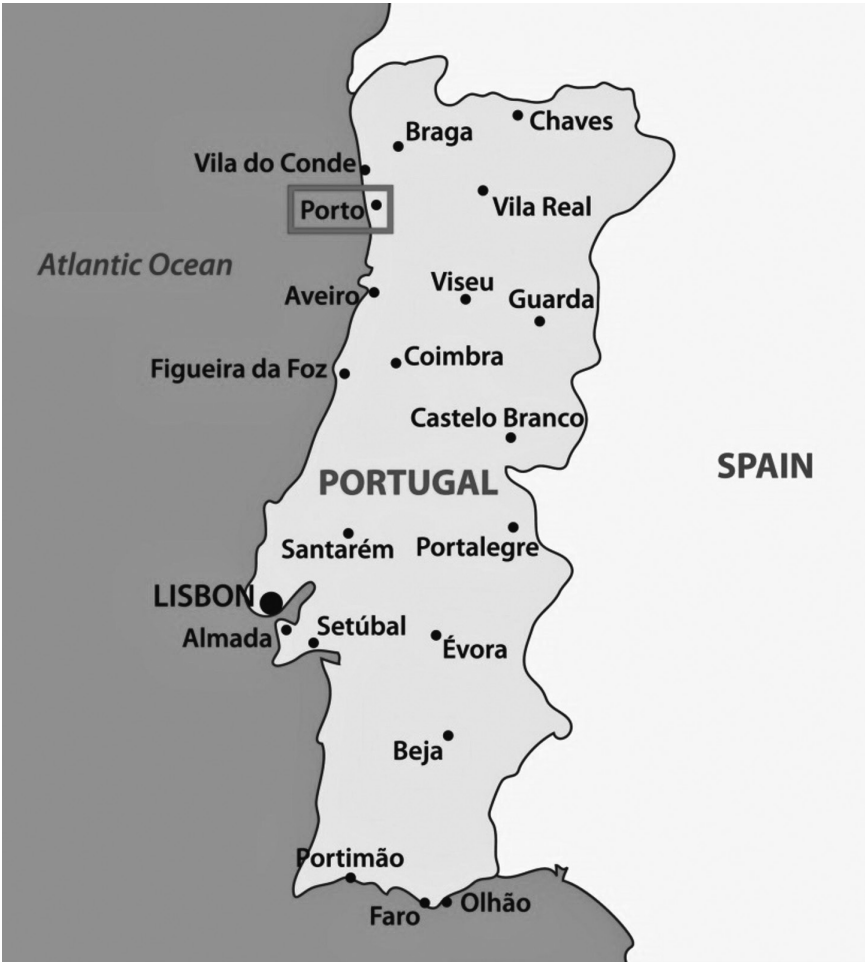 Chaves
Braga
Vila do Conde
Vila Real
Porto
Atlantic Ocean
Viseu
Aveiro
Guarda
Coimbra
Figueira da Foz
Castelo Branco
SPAIN
PORTUGAL
Santarém
Portalegre
LISBON
Setúbal
Almada
Évora
Beja
Portimão
Olhão
Faro